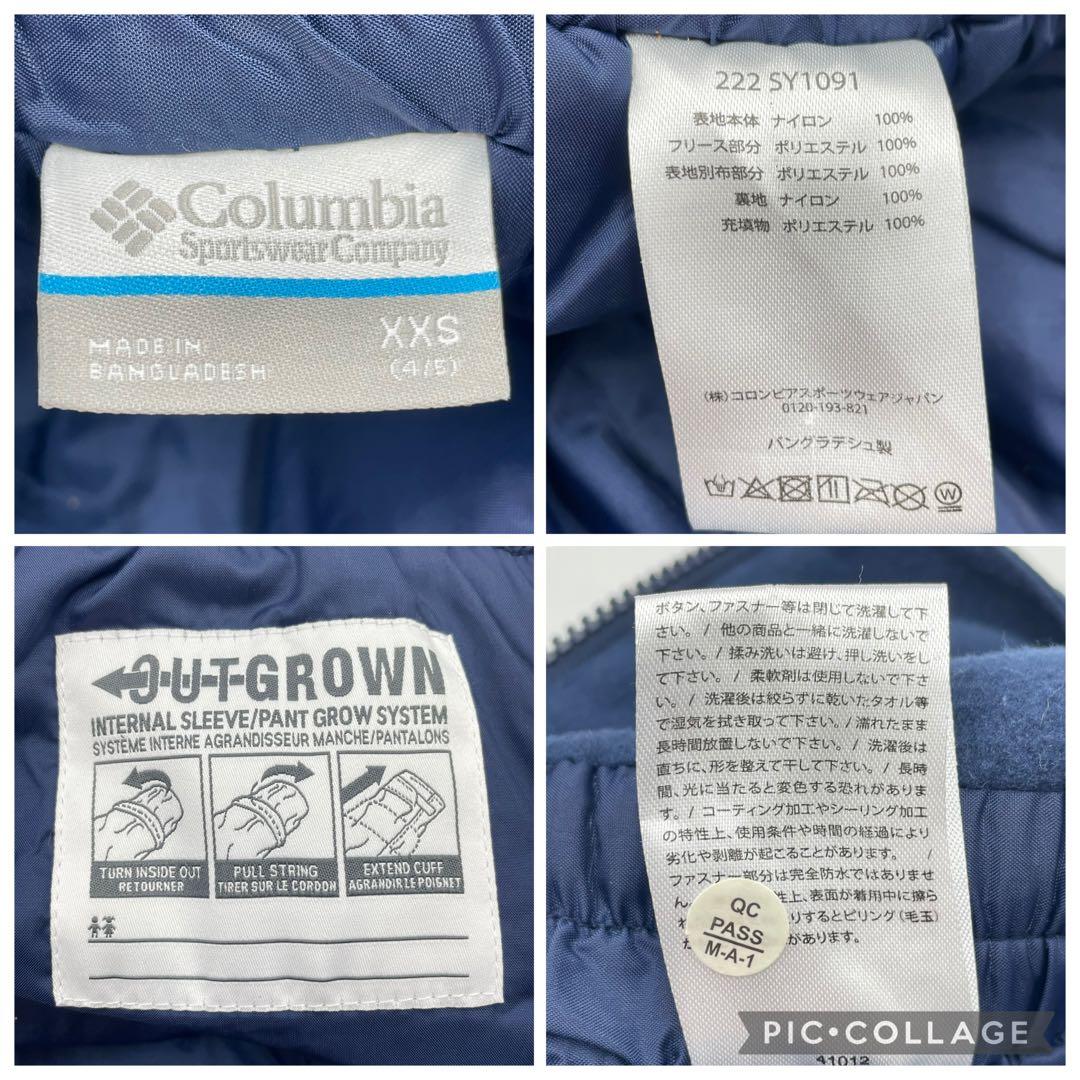 Columbia
Sportswear Company
XXS
MADE IN
BANGLADESH
(4/5)
222 SY1091
表地本体 ナイロン 100%
フリース部分 ポリエステル 100%
表地別布部分 ポリエステル 100%
裏地 ナイロン 100%
充填物 ポリエステル 100%
(株)コロンビアスポーツウェアジャパン
0120-193-821
バングラデシュ製
W
OUTGROWN
INTERNAL SLEEVE/PANT GROW SYSTEM
SYSTÈME INTERNE AGRANDISSEUR MANCHE/PANTALONS
TURN INSIDE OUT
RETOURNER
PULL STRING
TIRER SUR LE CORDON
EXTEND CUFF
AGRANDIR LE POIGNET
ボタン、ファスナー等は閉じて洗濯して下
さい。/ 他の商品と一緒に洗濯しないで
下さい。/ 揉み洗いは避け、押し洗いをし
て下さい。/ 柔軟剤は使用しないで下さ
い。/ 洗濯後は絞らずに乾いたタオル等
で湿気を拭き取って下さい。/ 濡れたまま
長時間放置しないで下さい。/ 洗濯後は
直ちに、形を整えて干して下さい。/ 長時
間、光に当たると変色する恐れがありま
す。/ コーティング加工やシーリング加工
の特性上、使用条件や時間の経過により
劣化や剥離が起こることがあります。 /
ファスナー部分は完全防水ではありませ
ん。 性上、表面が着用中に擦ら
れ りするとピリング(毛玉)
が があります。
QC
PASS
M-A-1
PIC•COLLAGE
41012